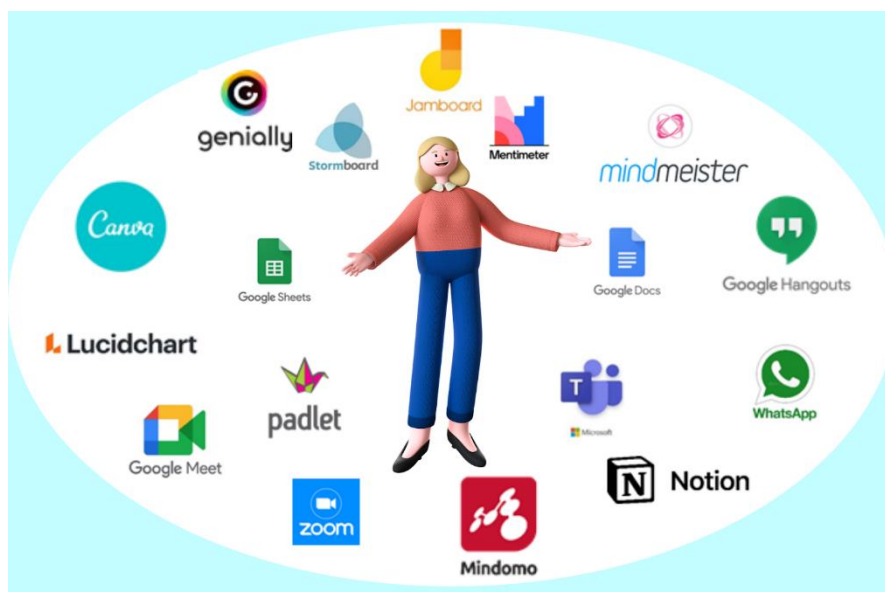 Jamboard
genially
Stormboard
Mentimeter
mindmeister
Canva
Google Sheets
Google Docs
Google Hangouts
Lucidchart
padlet
T
Microsoft
WhatsApp
Google Meet
zoom
Mindomo
N Notion